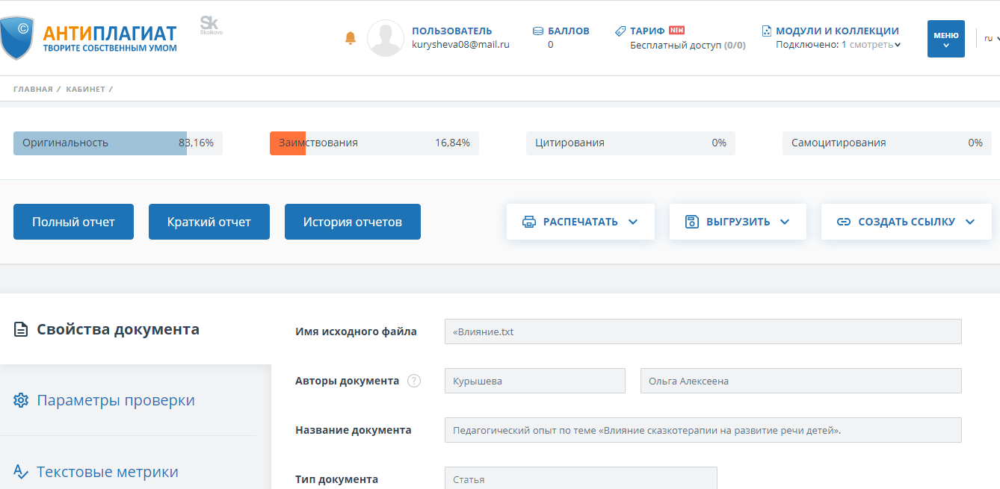 ©
АНТИПЛАГИАТ
ТВОРИТЕ СОБСТВЕННЫМ УМОМ
Sk
Skolkovo
ПОЛЬЗОВАТЕЛЬ
kurysheva08@mail.ru
БАЛЛОВ
0
ТАРИФ NEW
Бесплатный доступ (0/0)
МОДУЛИ И КОЛЛЕКЦИИ
Подключено: 1 смотреть
МЕНЮ
ru
ГЛАВНАЯ / КАБИНЕТ /
Оригинальность 83,16%
Заимствования 16,84%
Цитирования 0%
Самоцитирования 0%
Полный отчет
Краткий отчет
История отчетов
РАСПЕЧАТАТЬ
ВЫГРУЗИТЬ
СОЗДАТЬ ССЫЛКУ
Свойства документа
Параметры проверки
Текстовые метрики
Имя исходного файла «Влияние.txt
Авторы документа ? Курышева Ольга Алексеена
Название документа Педагогический опыт по теме «Влияние сказкотерапии на развитие речи детей».
Тип документа Статья